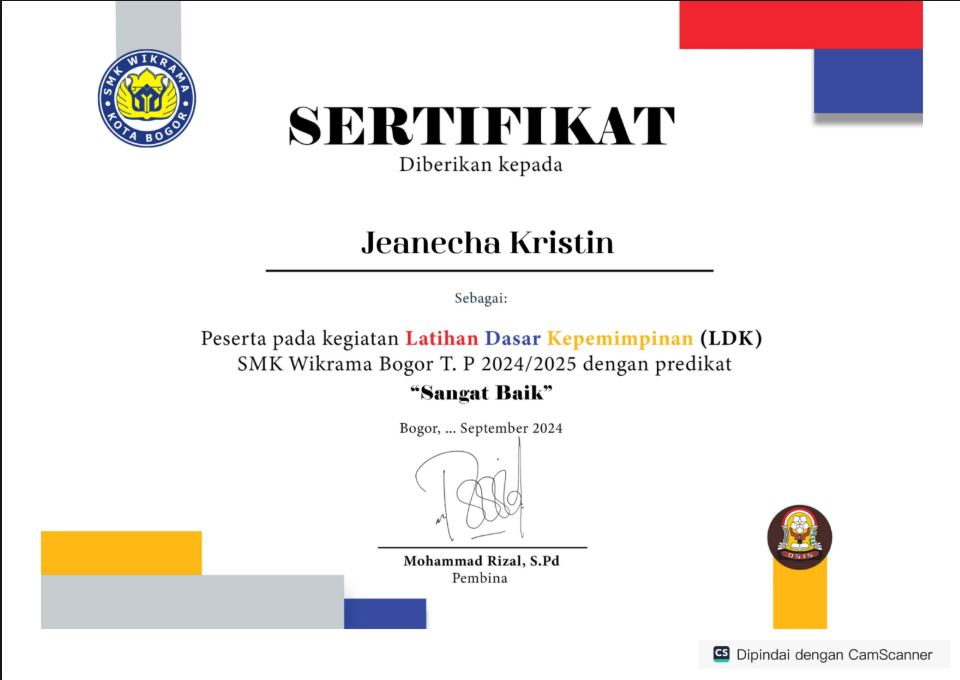 SMK WIKRAMA
KOTA BOGOR
SERTIFIKAT
Diberikan kepada
Jeanecha Kristin
Sebagai:
Peserta pada kegiatan Latihan Dasar Kepemimpinan (LDK)
SMK Wikrama Bogor T. P 2024/2025 dengan predikat
“Sangat Baik”
Bogor, ... September 2024
Mohammad Rizal, S.Pd
Pembina
OSIS
CS Dipindai dengan CamScanner